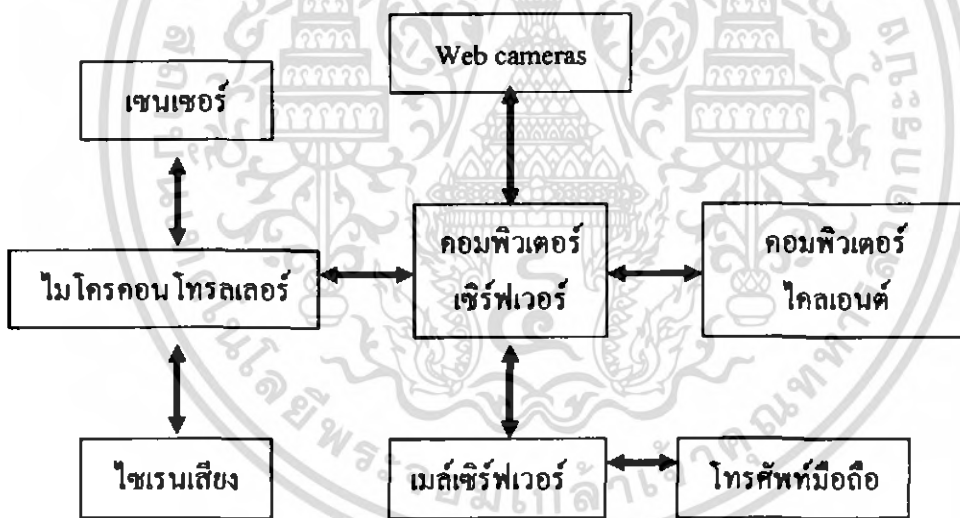 Web cameras
เซนเซอร์
ไมโครคอนโทรลเลอร์
คอมพิวเตอร์
เซิร์ฟเวอร์
คอมพิวเตอร์
ไคลเอนต์
ไซเรนเสียง
เมล์เซิร์ฟเวอร์
โทรศัพท์มือถือ